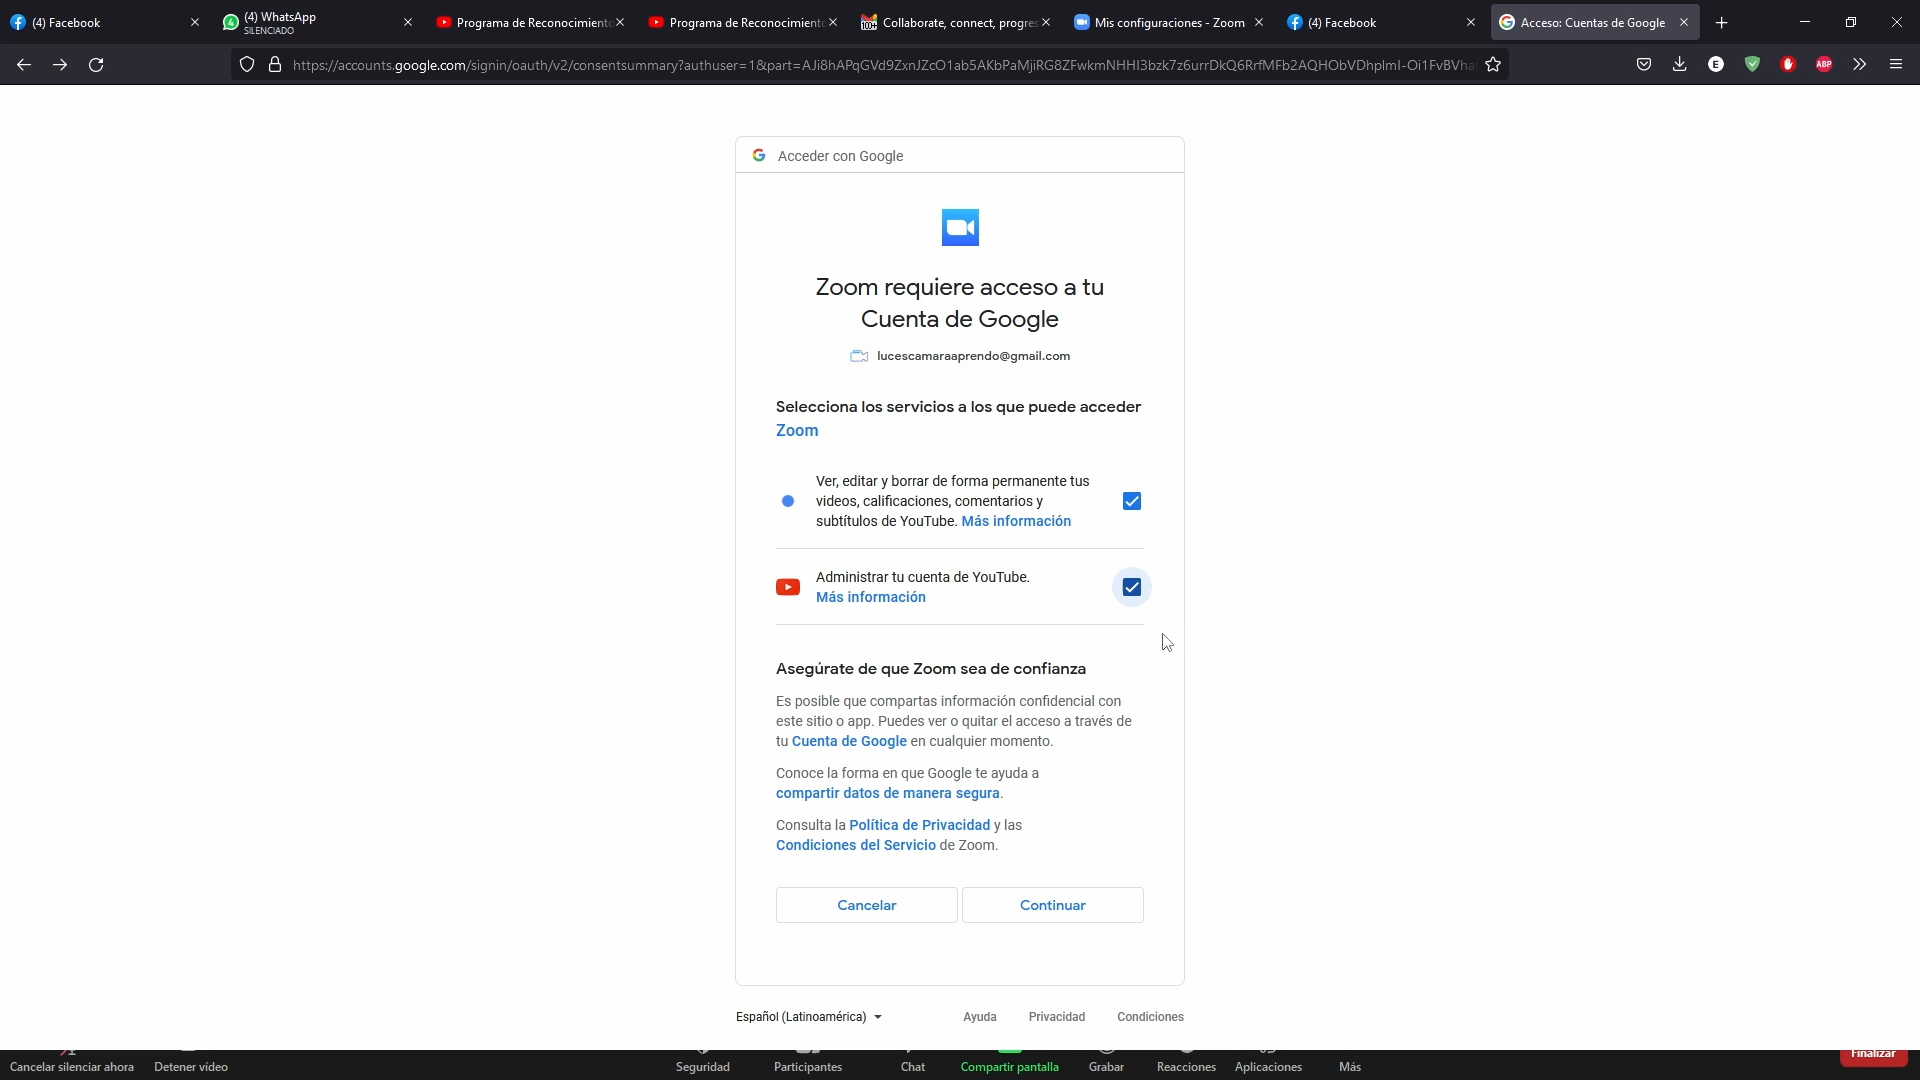 (4) Facebook
(4) WhatsApp
SILENCIADO
Programa de Reconocimiento
Programa de Reconocimiento
Collaborate, connect, progres
Mis configuraciones - Zoom
(4) Facebook
Acceso: Cuentas de Google
https://accounts.google.com/signin/oauth/v2/consentsummary?authuser=1&part=
Acceder con Google
Zoom requiere acceso a tu
Cuenta de Google
lucescamaraaprendo@gmail.com
Selecciona los servicios a los que puede acceder
Zoom
Ver, editar y borrar de forma permanente tus
videos, calificaciones, comentarios y
subtítulos de YouTube. Más información
Administrar tu cuenta de YouTube.
Más información
Asegúrate de que Zoom sea de confianza
Es posible que compartas información confidencial con
este sitio o app. Puedes ver o quitar el acceso a través de
tu Cuenta de Google en cualquier momento.
Conoce la forma en que Google te ayuda a
compartir datos de manera segura.
Consulta la Política de Privacidad y las
Condiciones del Servicio de Zoom.
Cancelar
Continuar
Español (Latinoamérica)
Ayuda
Privacidad
Condiciones
Cancelar silenciar ahora
Detener vídeo
Seguridad
Participantes
Chat
Compartir pantalla
Grabar
Reacciones
Aplicaciones
Más
Finalizar